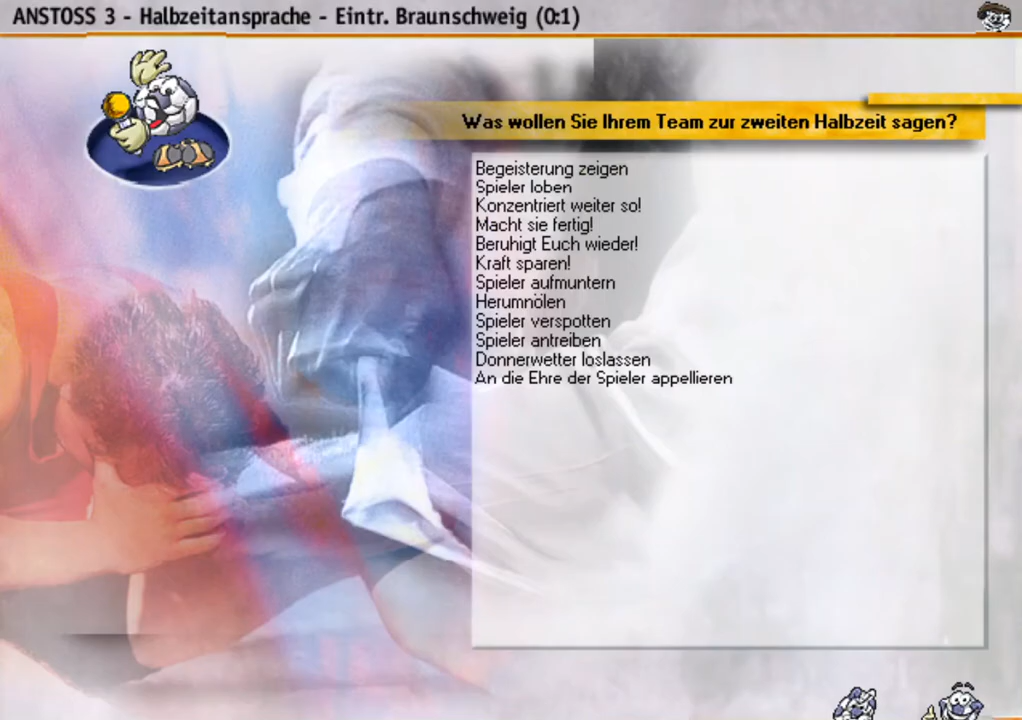 ANSTOSS 3 - Halbzeitansprache - Eintr. Braunschweig (0:1)
Was wollen Sie Ihrem Team zur zweiten Halbzeit sagen?
Begeisterung zeigen
Spieler loben
Konzentriert weiter so!
Macht sie fertig!
Beruhigt Euch wieder!
Kraft sparen!
Spieler aufmuntern
Herumnölen
Spieler verspotten
Spieler antreiben
Donnerwetter loslassen
An die Ehre der Spieler appellieren